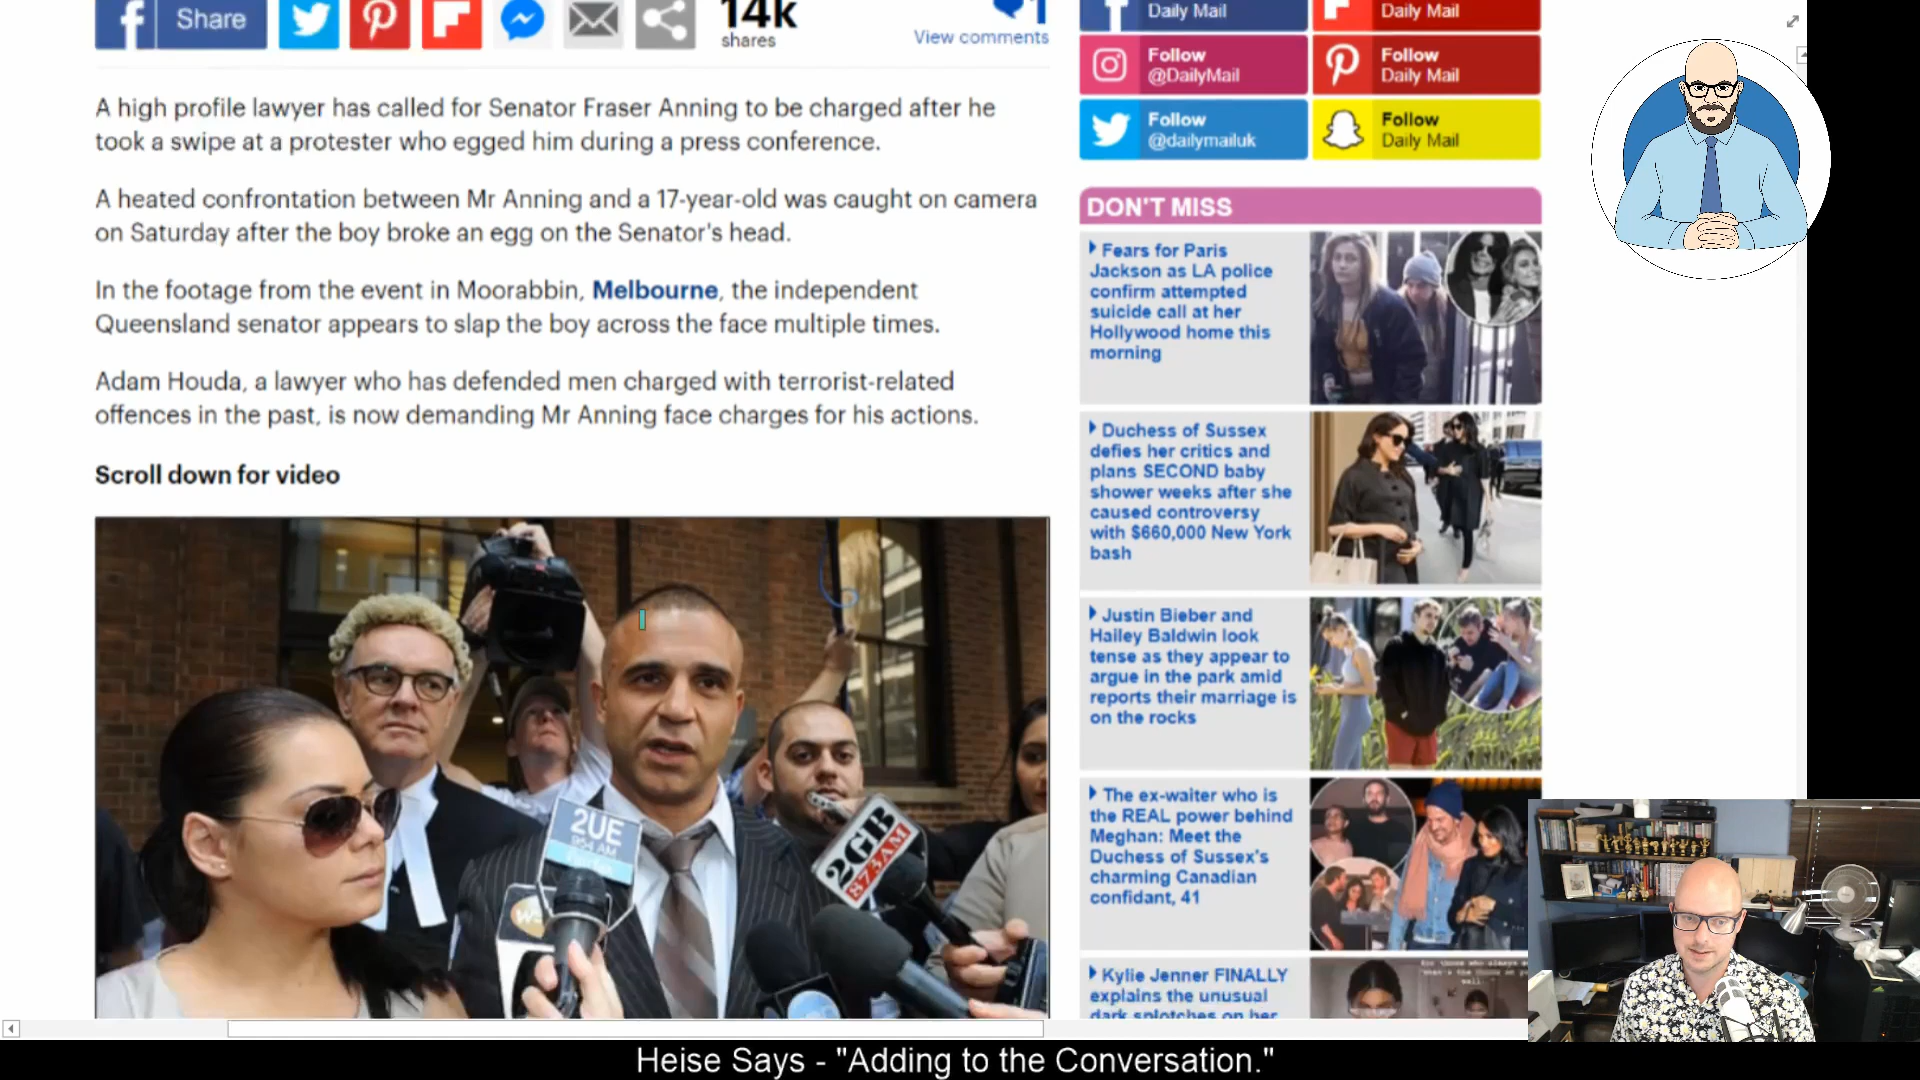 Share
14k
shares
1
View comments
A high profile lawyer has called for Senator Fraser Anning to be charged after he
took a swipe at a protester who egged him during a press conference.
A heated confrontation between Mr Anning and a 17-year-old was caught on camera
on Saturday after the boy broke an egg on the Senator's head.
In the footage from the event in Moorabbin, Melbourne, the independent
Queensland senator appears to slap the boy across the face multiple times.
Adam Houda, a lawyer who has defended men charged with terrorist-related
offences in the past, is now demanding Mr Anning face charges for his actions.
Scroll down for video
2UE
954 AM
2GB
873AM
Daily Mail
Daily Mail
Follow
@DailyMail
Follow
Daily Mail
Follow
@dailymailuk
Follow
Daily Mail
DON'T MISS
Fears for Paris
Jackson as LA police
confirm attempted
suicide call at her
Hollywood home this
morning
Duchess of Sussex
defies her critics and
plans SECOND baby
shower weeks after she
caused controversy
with $660,000 New York
bash
Justin Bieber and
Hailey Baldwin look
tense as they appear to
argue in the park amid
reports their marriage is
on the rocks
The ex-waiter who is
the REAL power behind
Meghan: Meet the
Duchess of Sussex's
charming Canadian
confidant, 41
Kylie Jenner FINALLY
explains the unusual
dark splotches on her
Heise Says - "Adding to the Conversation."